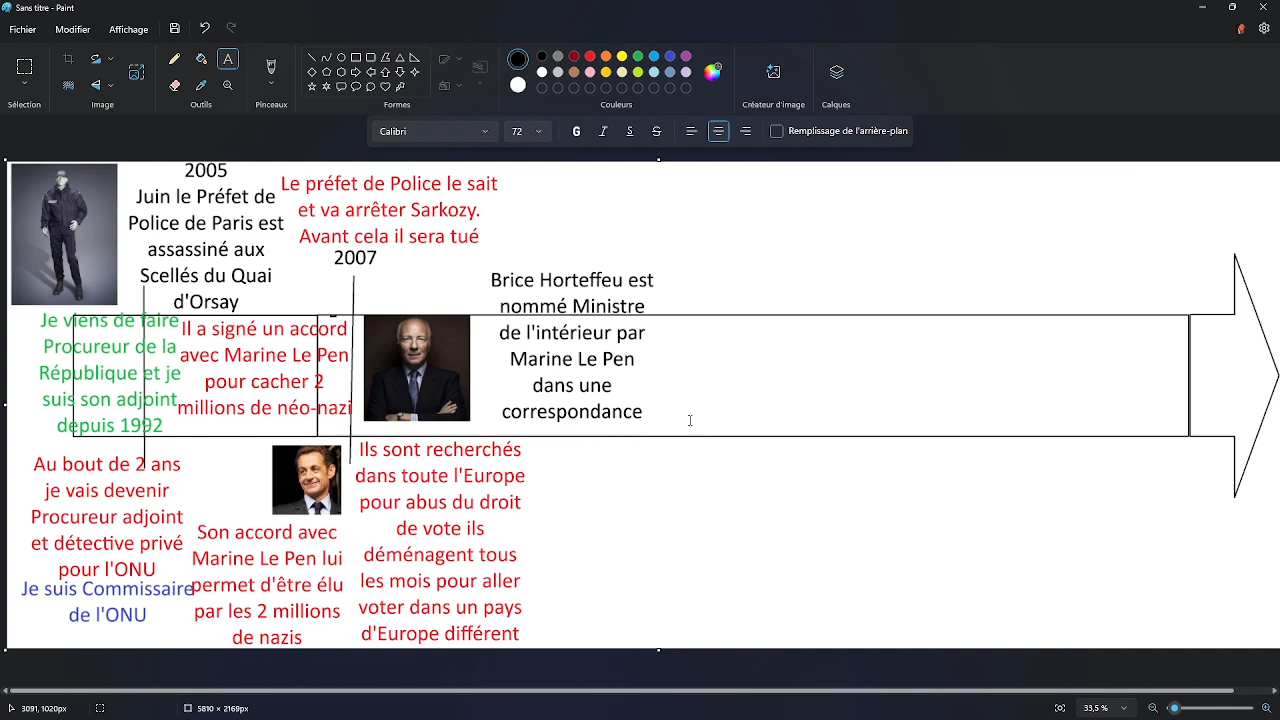 Sans titre - Paint
Fichier
Modifier
Affichage
Sélection
Image
Outils
Pinceaux
Formes
Couleurs
Créateur d'image
Calques
Calibri
72
G
I
S
S
Remplissage de l'arrière-plan
2005
Juin le Préfet de
Police de Paris est
assassiné aux
Scellés du Quai
d'Orsay
Le préfet de Police le sait
et va arrêter Sarkozy.
Avant cela il sera tué
2007
Brice Horteffeu est
nommé Ministre
de l'intérieur par
Marine Le Pen
dans une
correspondance
Je viens de faire
Procureur de la
République et je
suis son adjoint
depuis 1992
Il a signé un accord
avec Marine Le Pen
pour cacher 2
millions de néo-nazi
Au bout de 2 ans
je vais devenir
Procureur adjoint
et détective privé
pour l'ONU
Je suis Commissaire
de l'ONU
Son accord avec
Marine Le Pen lui
permet d'être élu
par les 2 millions
de nazis
Ils sont recherchés
dans toute l'Europe
pour abus du droit
de vote ils
déménagent tous
les mois pour aller
voter dans un pays
d'Europe différent
3091, 1020px
5810 × 2169px
33,5 %